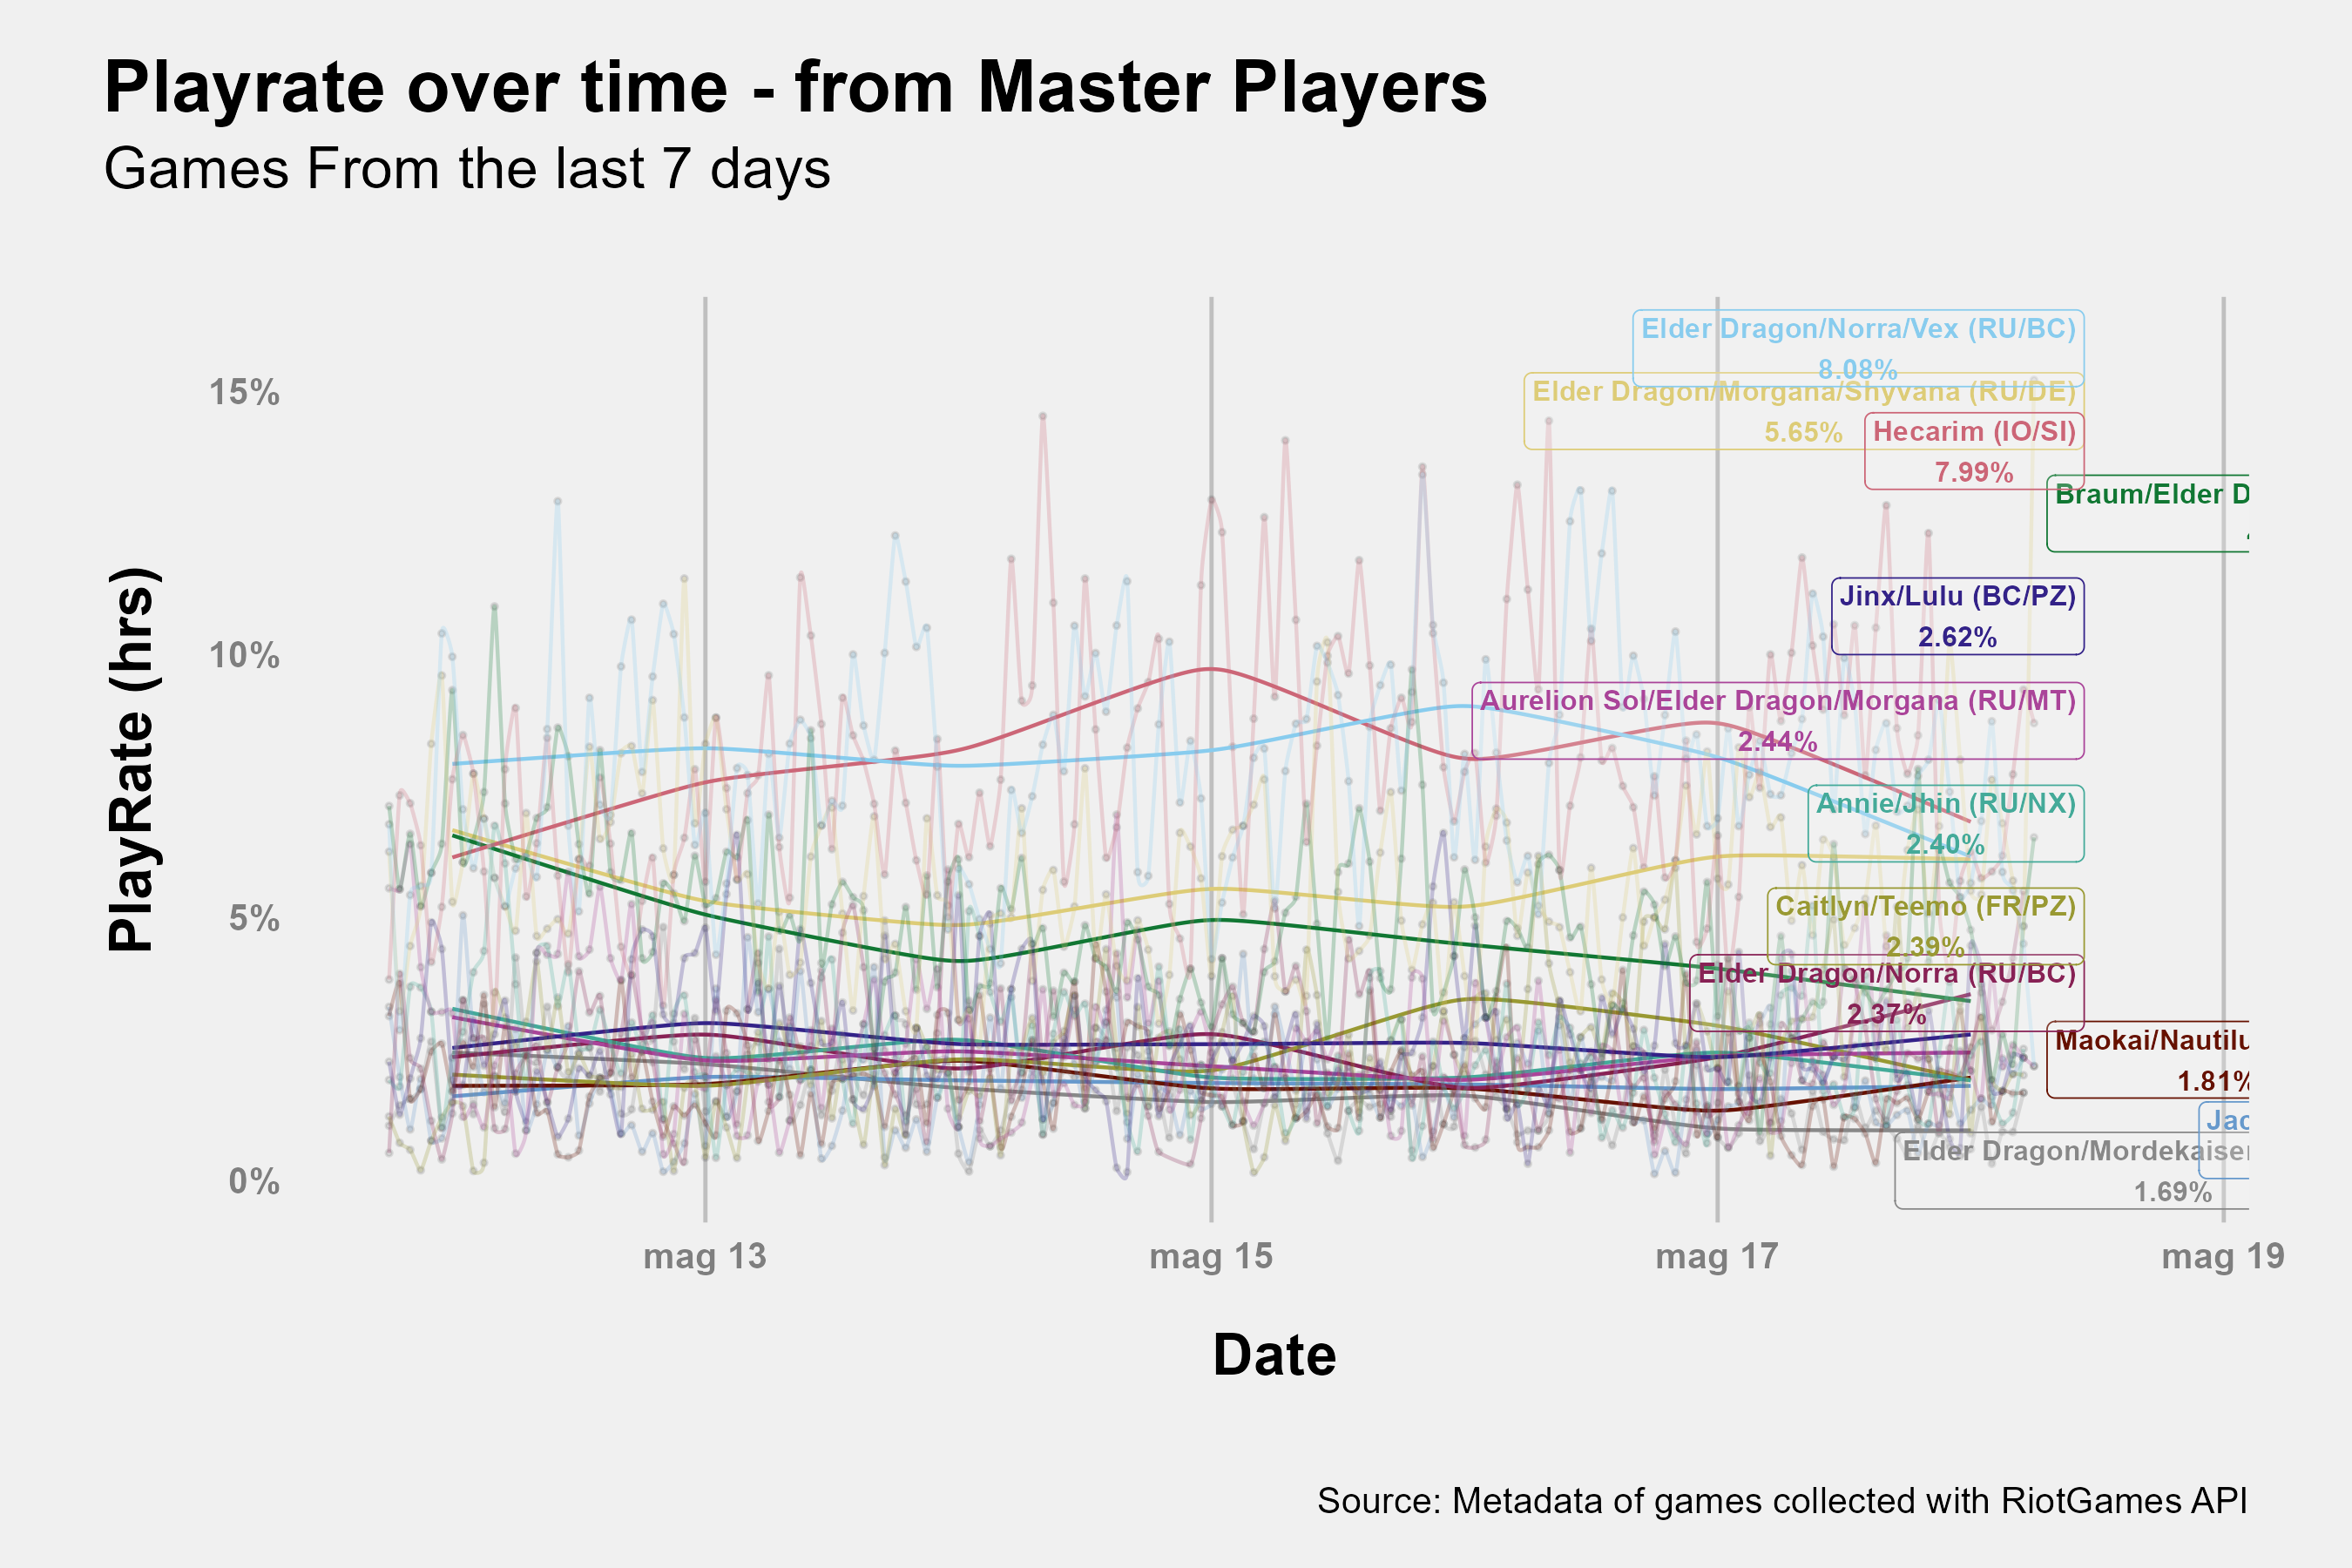 Playrate over time - from Master Players
Games From the last 7 days
PlayRate (hrs)
15%
10%
5%
0%
Elder Dragon/Norra/Vex (RU/BC)
8.08%
Elder Dragon/Morgana/Shyvana (RU/DE)
5.65%
Hecarim (IO/SI)
7.99%
Braum/Elder D
Jinx/Lulu (BC/PZ)
2.62%
Aurelion Sol/Elder Dragon/Morgana (RU/MT)
2.44%
Annie/Jhin (RU/NX)
2.40%
Caitlyn/Teemo (FR/PZ)
2.39%
Elder Dragon/Norra (RU/BC)
2.37%
Maokai/Nautilu
1.81%
Jac
Elder Dragon/Mordekaiser
1.69%
mag 13
mag 15
mag 17
mag 19
Date
Source: Metadata of games collected with RiotGames API